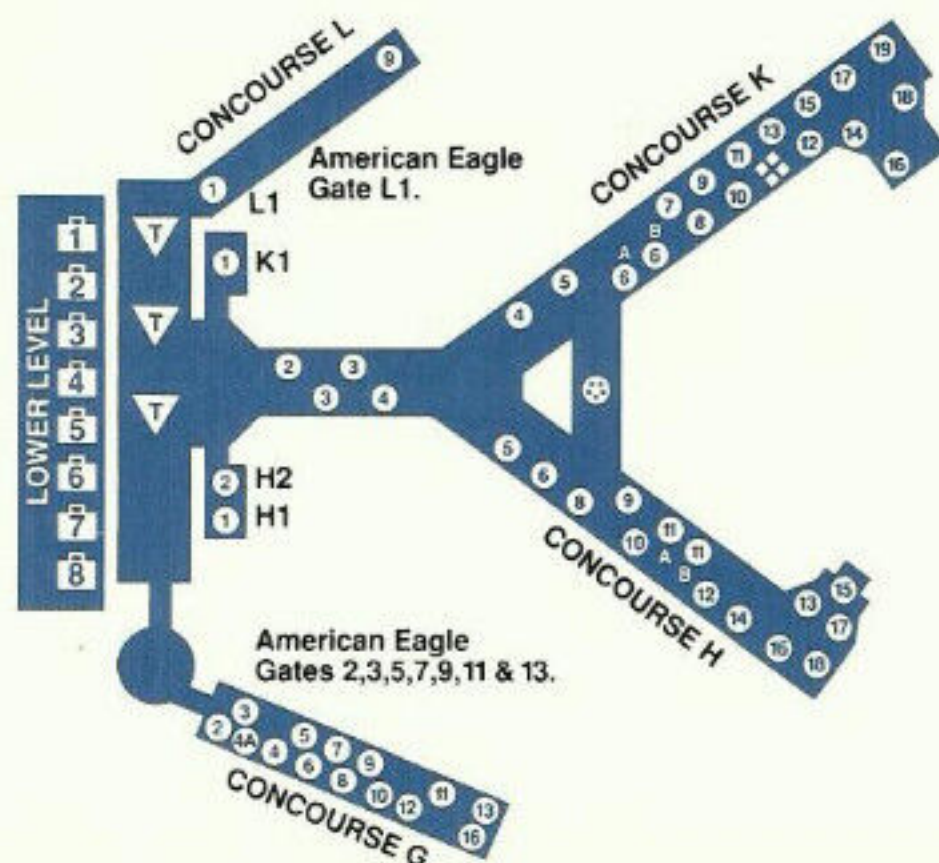 CONCOURSE L
9
1
American Eagle
Gate L1.
L1
CONCOURSE K
19
17
18
15
13
14
12
16
11
9
10
7
8
B
A
6
6
5
4
LOWER LEVEL
1
2
3
4
5
6
7
8
T
T
T
1
K1
2
3
3
4
2
H2
1
H1
5
6
8
9
10
11
A
11
B
12
14
16
18
13
15
17
CONCOURSE H
American Eagle
Gates 2,3,5,7,9,11 & 13.
3
2
4A
4
5
6
7
8
9
10
12
11
13
16
CONCOURSE G